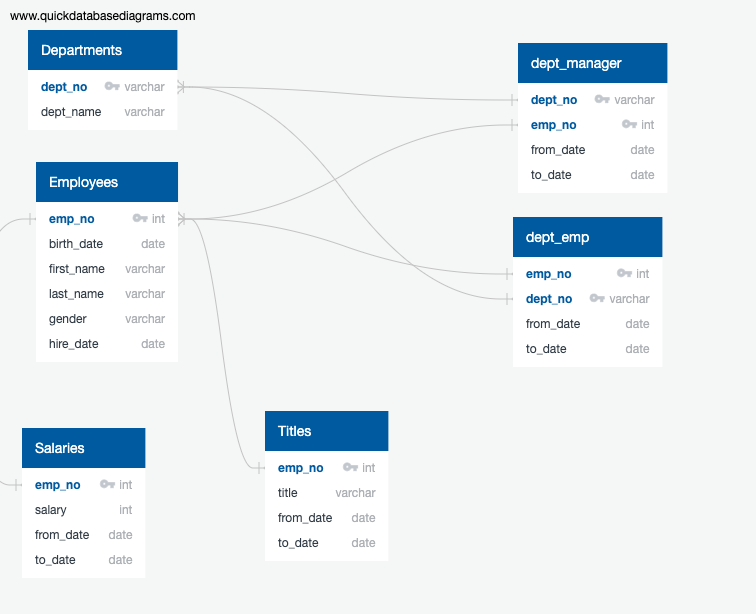 www.quickdatabasediagrams.com
Departments
dept_no varchar
dept_name varchar
Employees
emp_no int
birth_date date
first_name varchar
last_name varchar
gender varchar
hire_date date
Salaries
emp_no int
salary int
from_date date
to_date date
Titles
emp_no int
title varchar
from_date date
to_date date
dept_manager
dept_no varchar
emp_no int
from_date date
to_date date
dept_emp
emp_no int
dept_no varchar
from_date date
to_date date